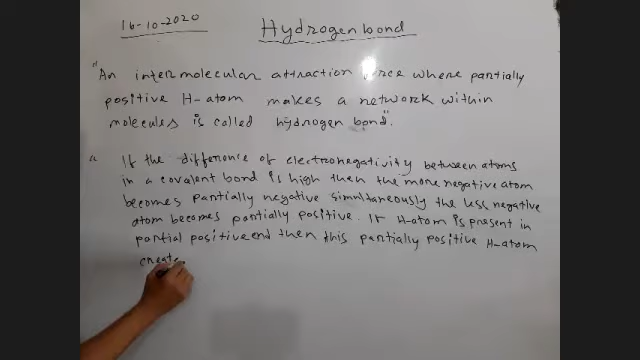 16-10-2020
Hydrogen bond
"An intermolecular attraction force where partially
positive H-atom makes a network within
molecules is called hydrogen bond".
If the difference of electronegativity between atoms
in a covalent bond is high then the more negative atom
becomes partially negative simultaneously the less negative
atom becomes partially positive. If H-atom is present in
partial positive end then this partially positive H-atom
create